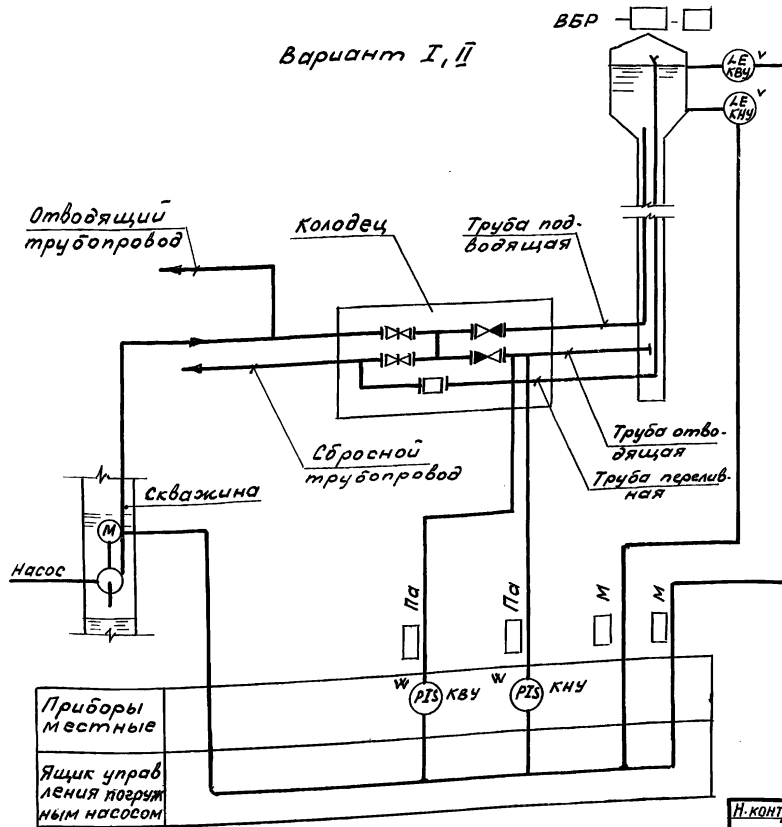 ВБР
Вариант I, II
LE
КВУ
v
LE
КНУ
v
Отводящий
трубопровод
Колодец
Труба под-
водящая
Труба отво-
дящая
Труба перелив-
ная
Сбросной
трубопровод
Скважина
М
Насос
Па
Па
М
М
Приборы
местные
PIS КВУ
PIS КНУ
Ящик управ
ления погруж
ным насосом
Н.конт